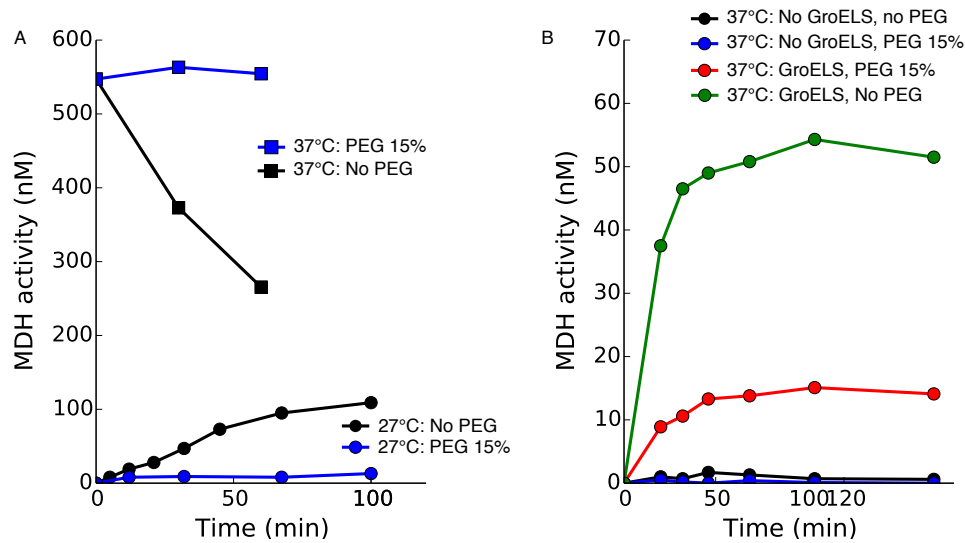 A
600
500
400
300
200
100
0
MDH activity (nM)
37°C: PEG 15%
37°C: No PEG
27°C: No PEG
27°C: PEG 15%
0
50
100
Time (min)
B
37°C: No GroELS, no PEG
37°C: No GroELS, PEG 15%
37°C: GroELS, PEG 15%
37°C: GroELS, No PEG
70
60
50
40
30
20
10
0
MDH activity (nM)
0
50
100
120
Time (min)